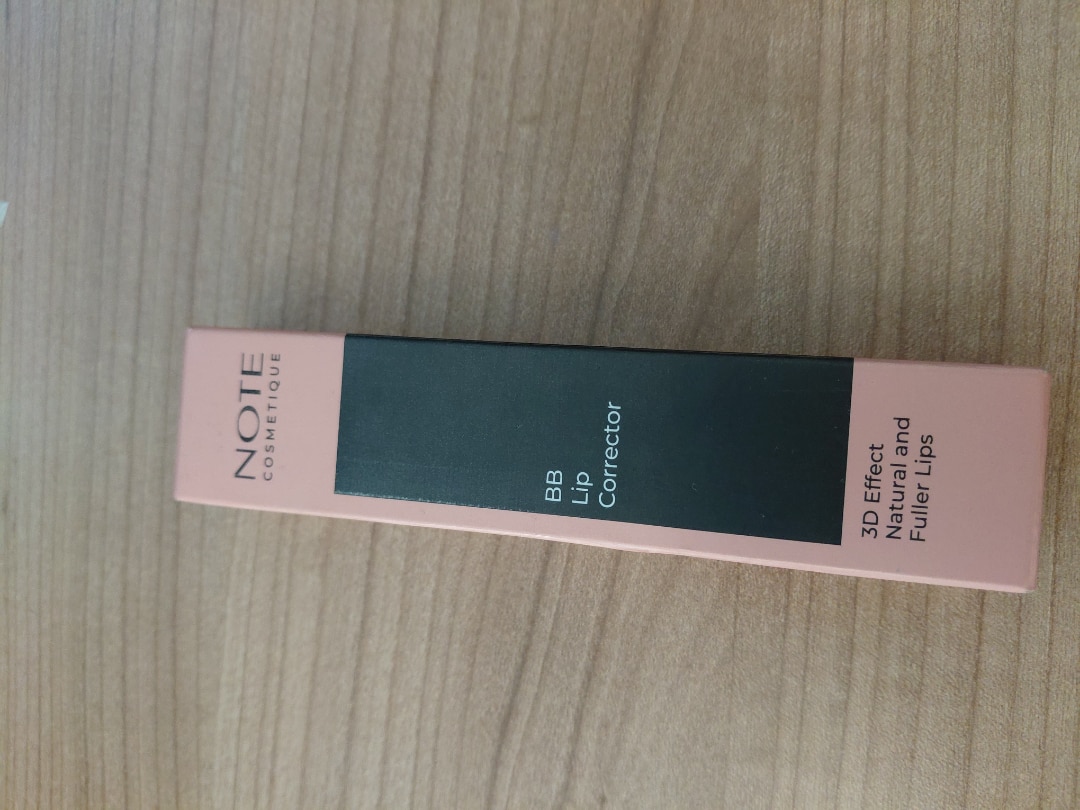 NOTE
COSMETIQUE
BB
Lip
Corrector
3D Effect
Natural and
Fuller Lips